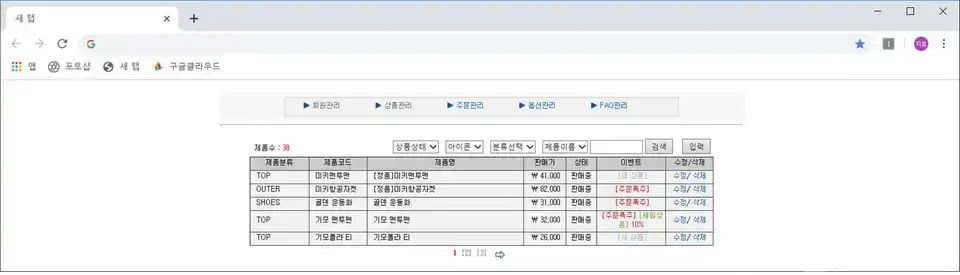 새 탭
지효
앱 포토샵 새 탭 구글클라우드
▶ 회원관리 ▶ 상품관리 ▶ 주문관리 ▶ 옵션관리 ▶ FAQ관리
제품수 : 38 상품상태 아이콘 분류선택 제품이름 검색 입력
제품분류 제품코드 제품명 판매가 상태 이벤트 수정/삭제
TOP 미키맨투맨 [정품]미키맨투맨 ₩ 41,000 판매중 [새 상품] 수정/ 삭제
OUTER 미키항공자켓 [정품]미키항공자켓 ₩ 82,000 판매중 [주문폭주] 수정/ 삭제
SHOES 골덴 운동화 골덴 운동화 ₩ 31,000 판매중 [주문폭주] 수정/ 삭제
TOP 기모 맨투맨 기모 맨투맨 ₩ 32,000 판매중 [주문폭주] [세일상품] 10% 수정/ 삭제
TOP 기모폴라 티 기모폴라 티 ₩ 26,000 판매중 [새 상품] 수정/ 삭제
1 [2] [3]